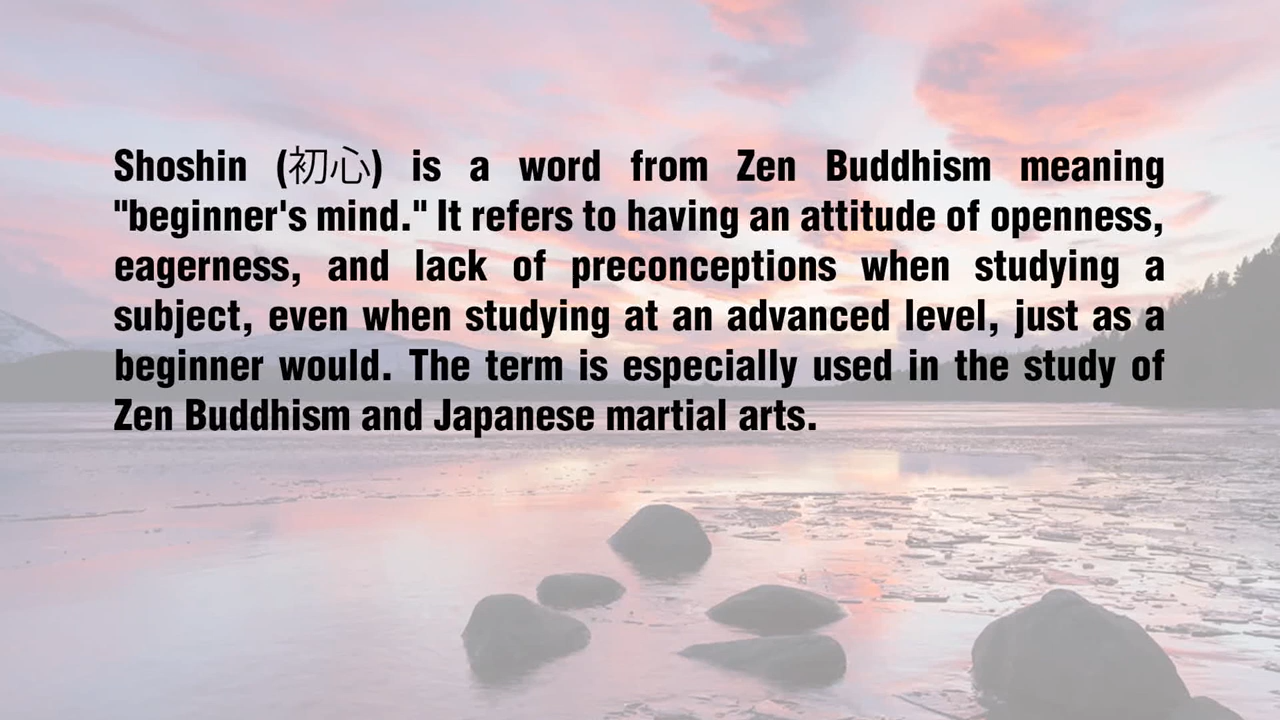 Shoshin (初心) is a word from Zen Buddhism meaning
"beginner's mind." It refers to having an attitude of openness,
eagerness, and lack of preconceptions when studying a
subject, even when studying at an advanced level, just as a
beginner would. The term is especially used in the study of
Zen Buddhism and Japanese martial arts.